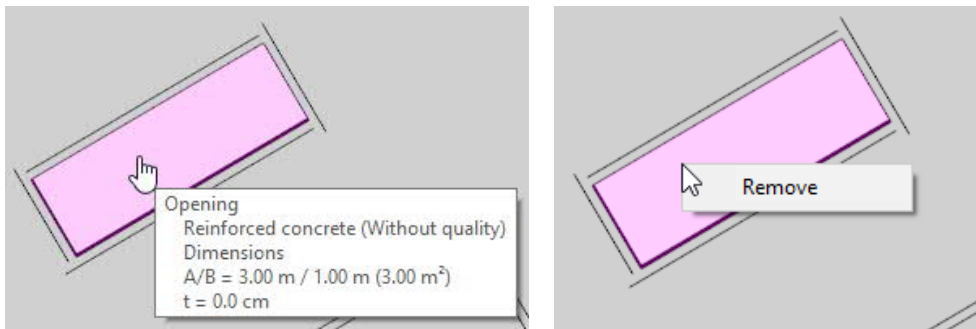 Opening
Reinforced concrete (Without quality)
Dimensions
A/B = 3.00 m / 1.00 m (3.00 m²)
t = 0.0 cm
Remove